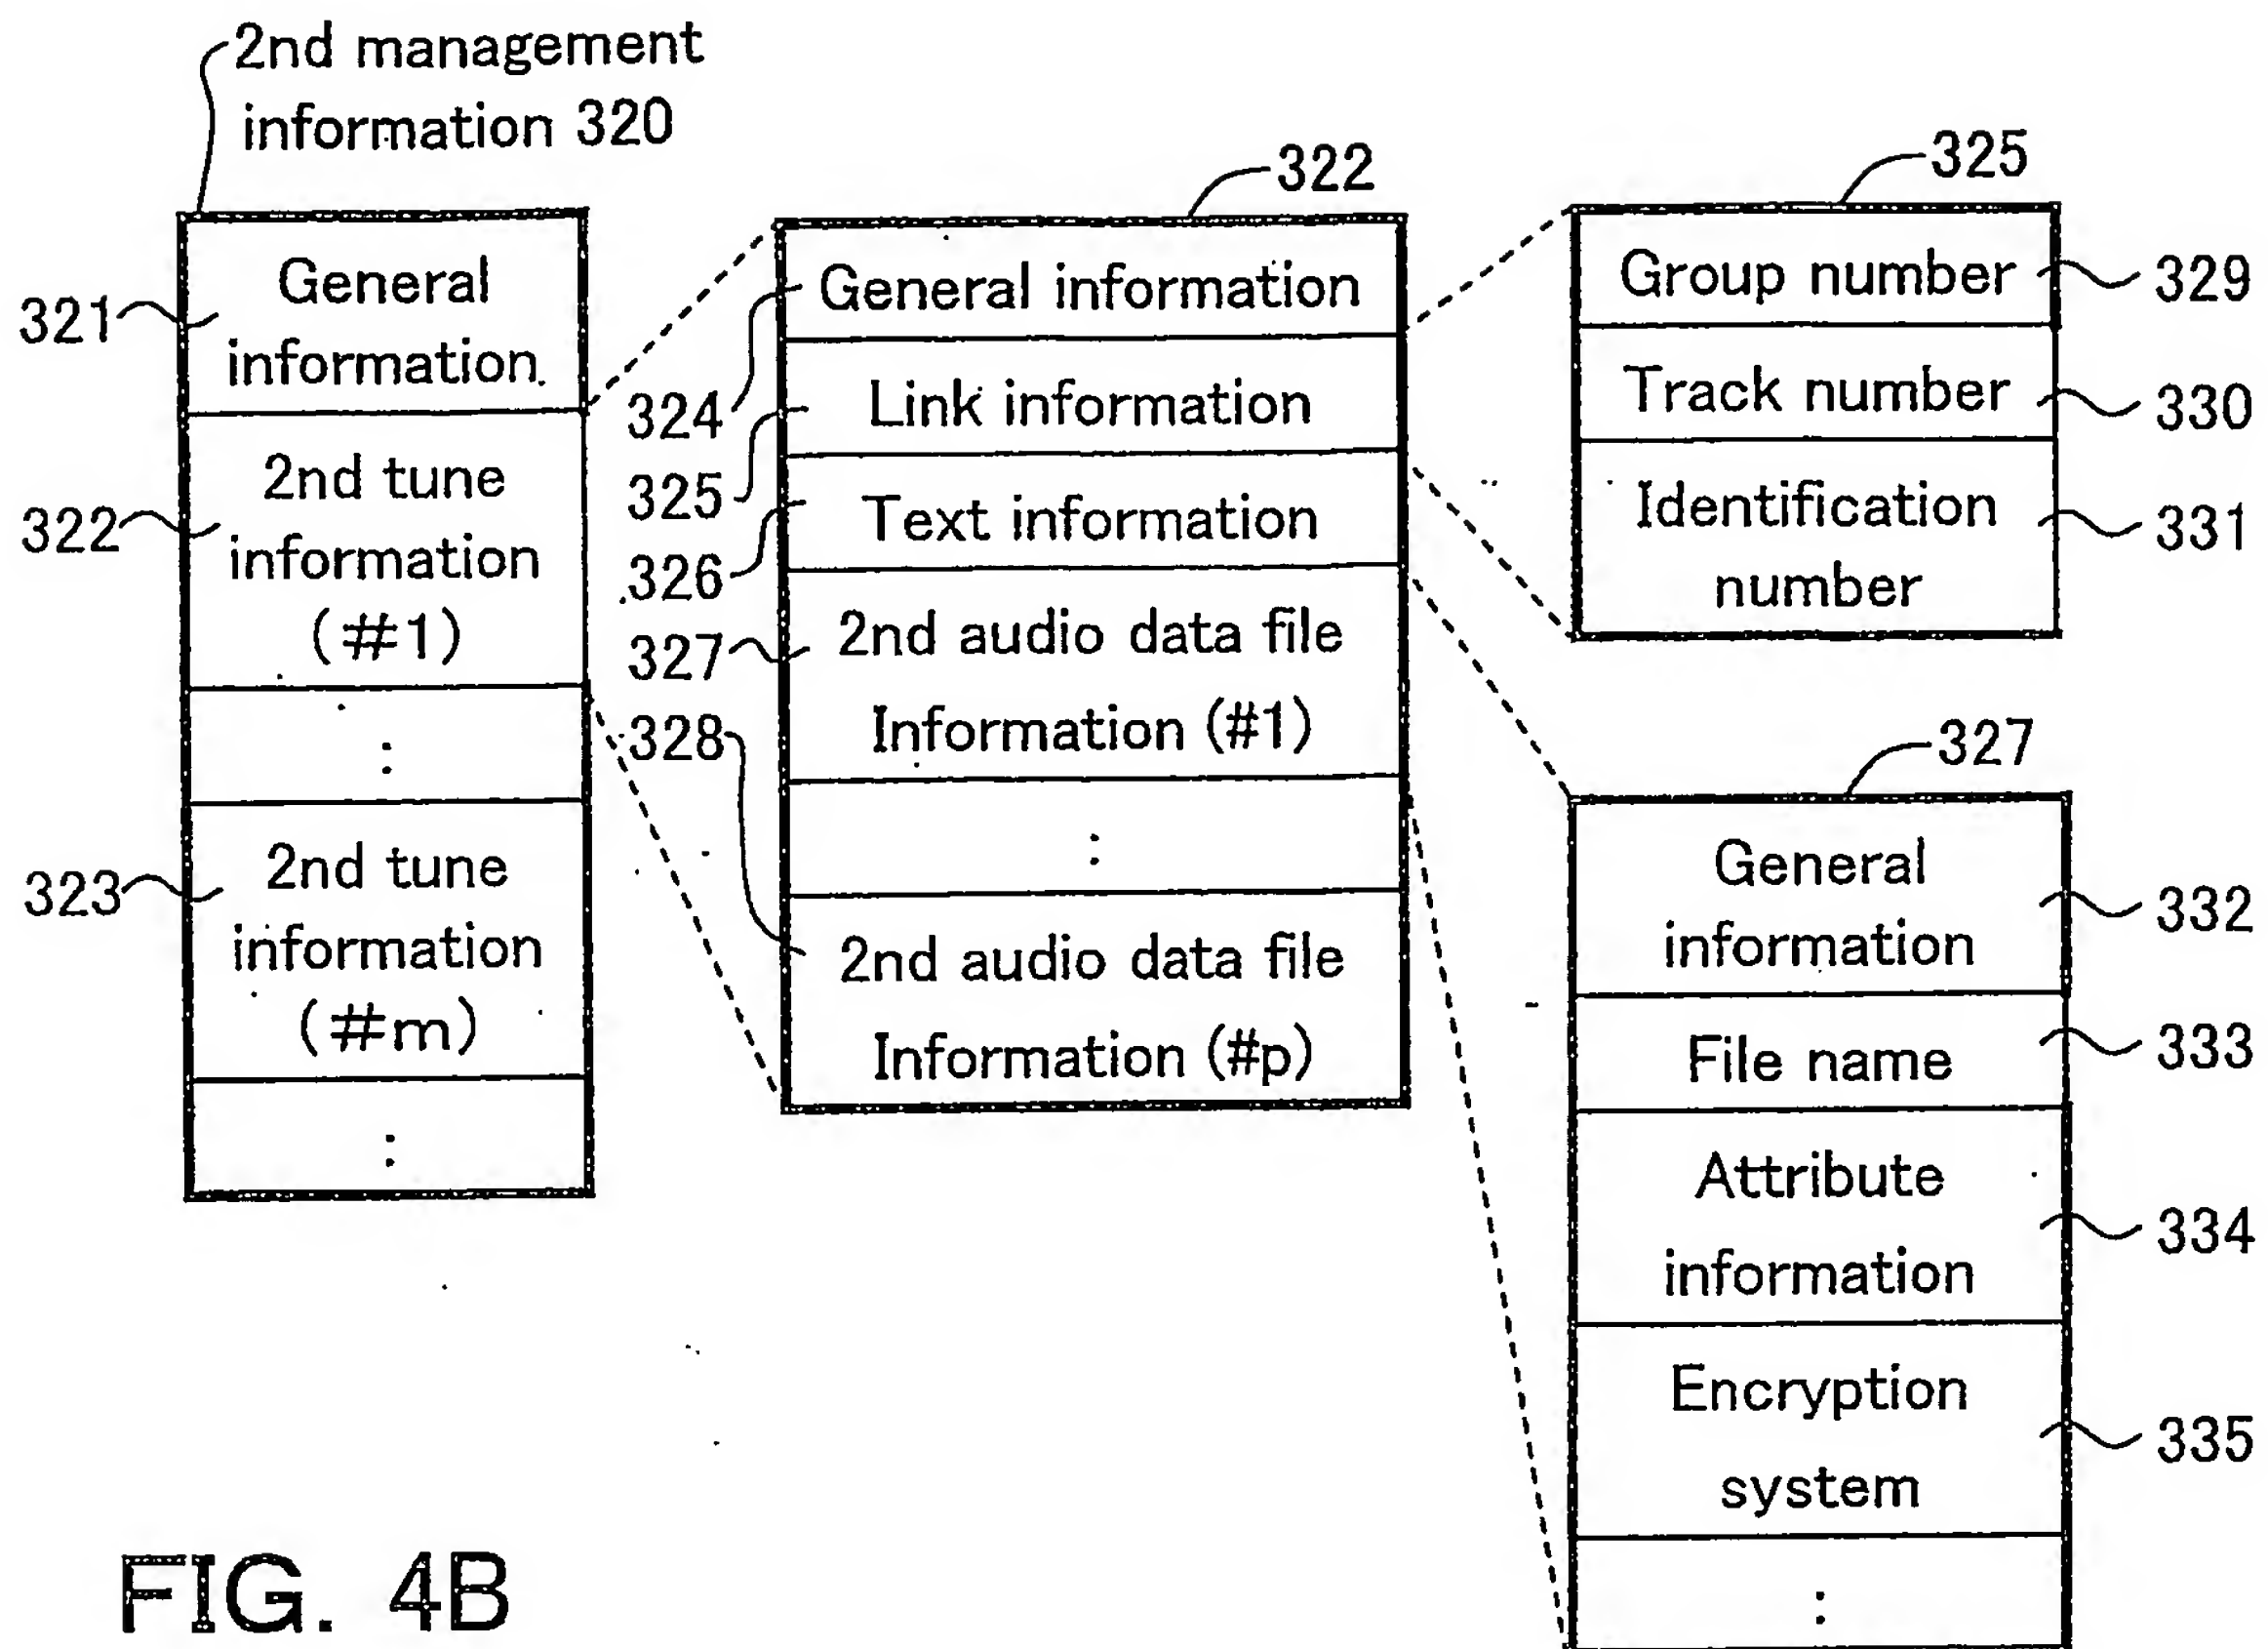 2nd management
information 320
General
information
321
2nd tune
information
(#1)
322
:
2nd tune
information
(#m)
323
:
322
General information
324
Link information
325
Text information
326
2nd audio data file
Information (#1)
327
:
2nd audio data file
Information (#p)
328
325
Group number
329
Track number
330
Identification
number
331
327
General
information
332
File name
333
Attribute
information
334
Encryption
system
335
:
FIG. 4B